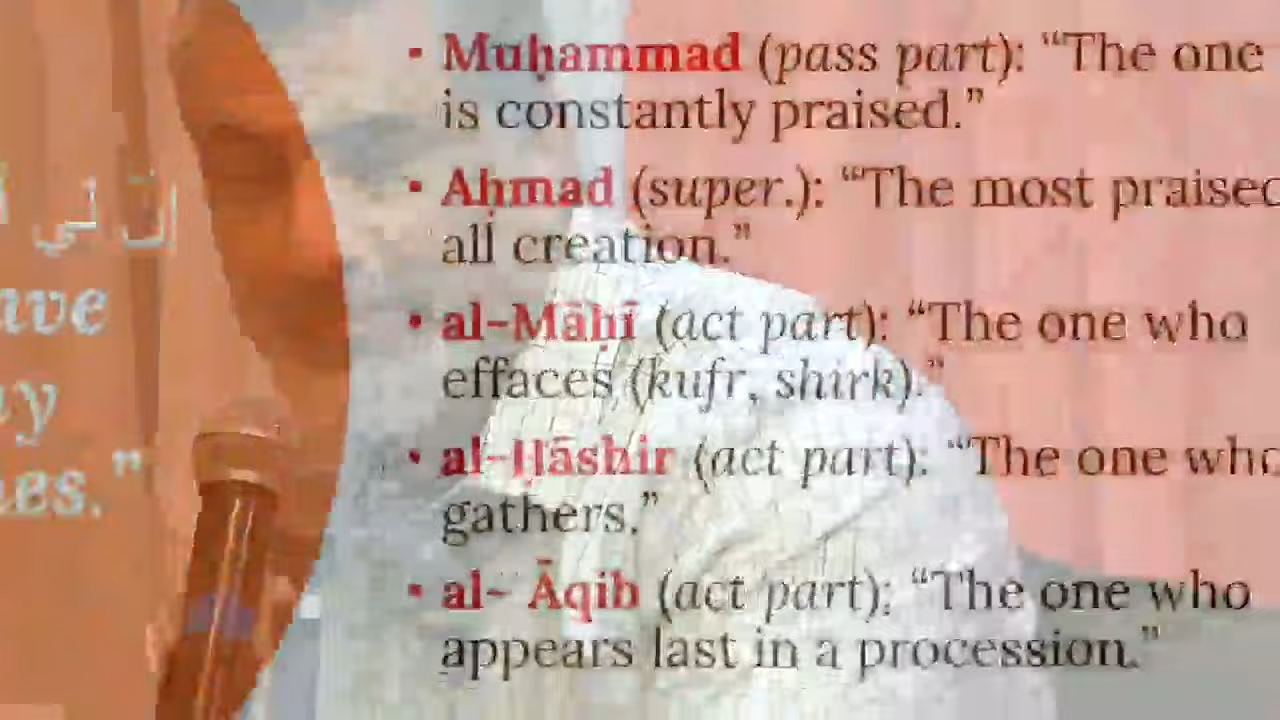 إنّ لي
ave
y
es."
• Muḥammad (pass part): “The one
is constantly praised.”
• Aḥmad (super.): “The most praised
all creation.”
• al-Māḥī (act part): “The one who
effaces (kufr, shirk).”
• al-Ḥāshir (act part): “The one who
gathers.”
• al- Āqib (act part): “The one who
appears last in a procession.”